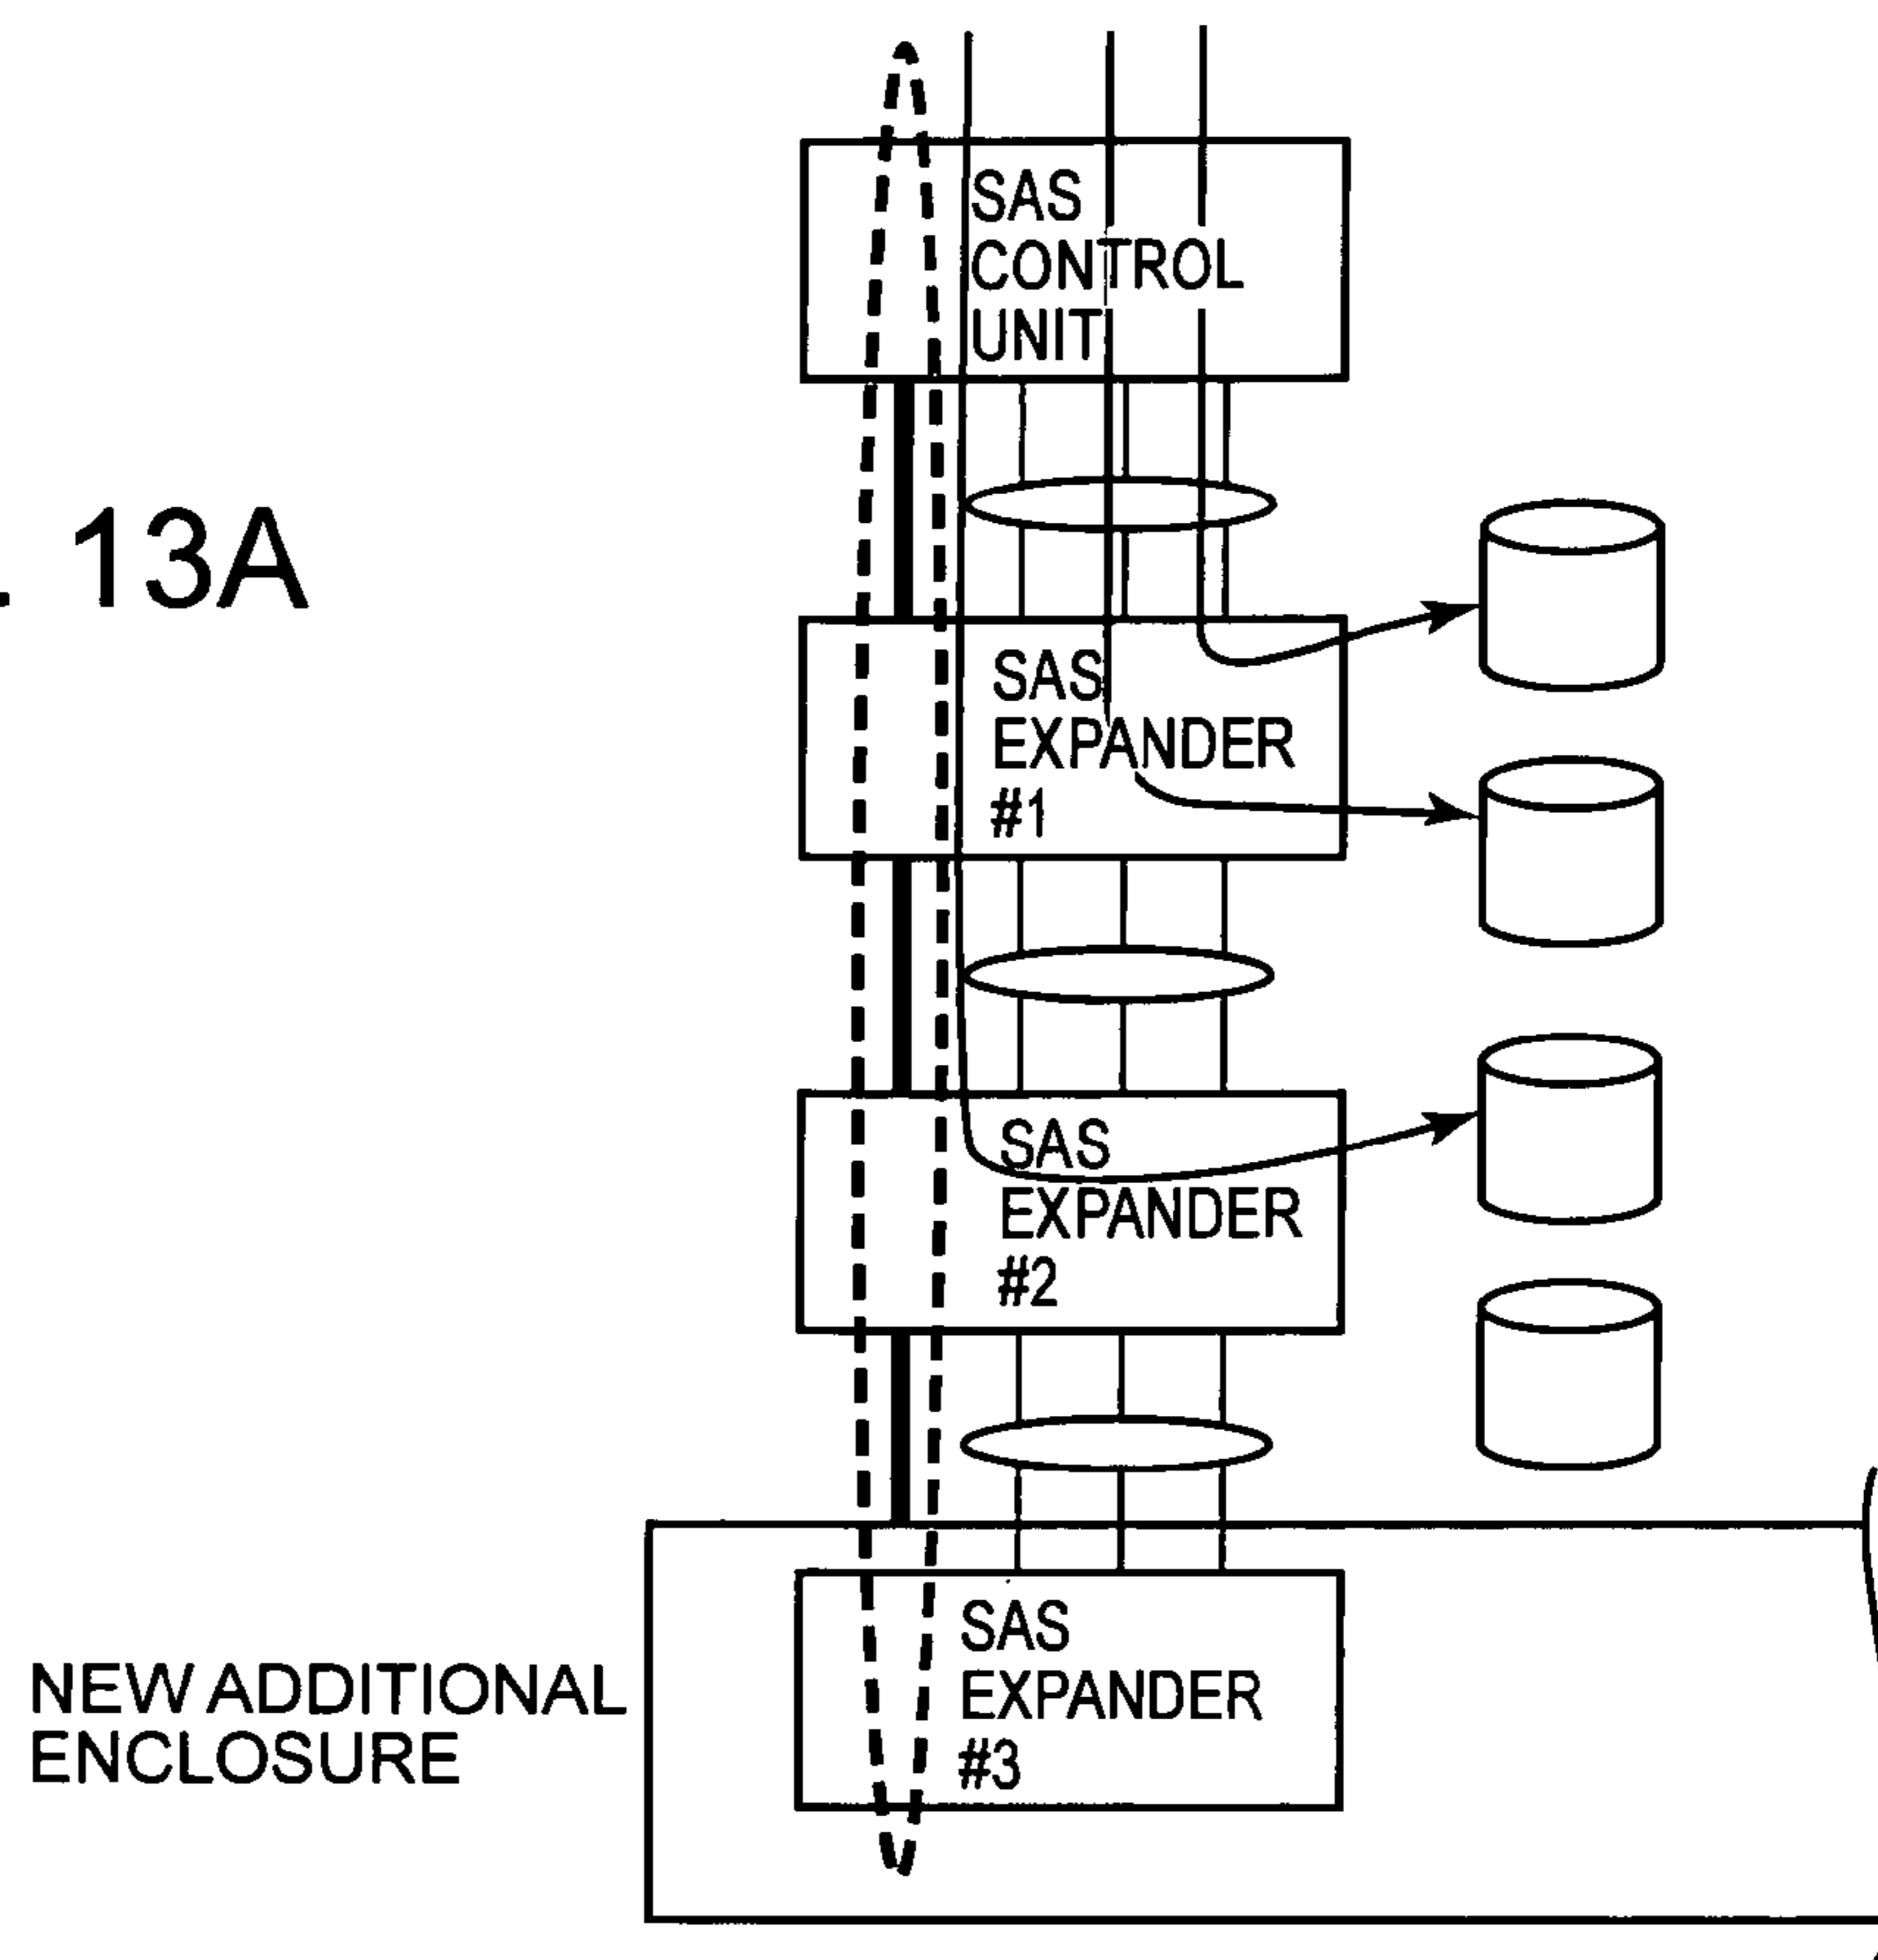 SAS
CONTROL
UNIT
. 13A
SAS
EXPANDER
#1
SAS
EXPANDER
#2
SAS
EXPANDER
#3
NEW ADDITIONAL
ENCLOSURE